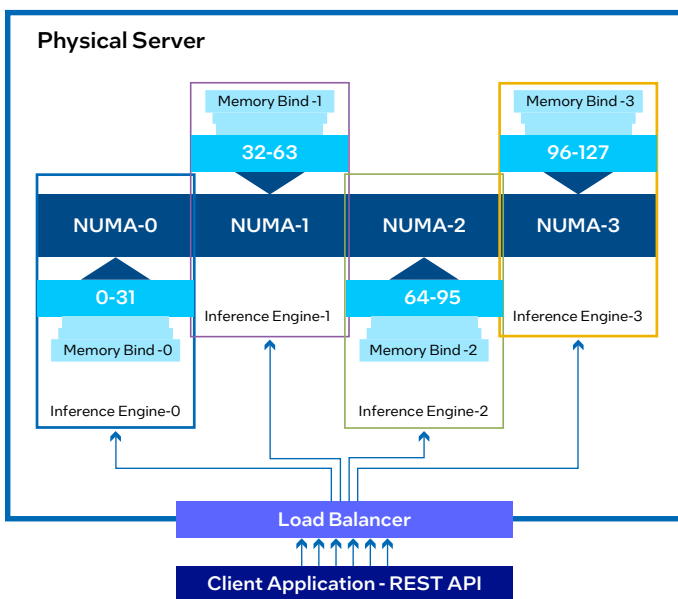 Physical Server
Memory Bind -1
Memory Bind -3
32-63
96-127
NUMA-0
NUMA-1
NUMA-2
NUMA-3
0-31
64-95
Inference Engine-1
Inference Engine-3
Memory Bind -0
Memory Bind -2
Inference Engine-0
Inference Engine-2
Load Balancer
Client Application - REST API